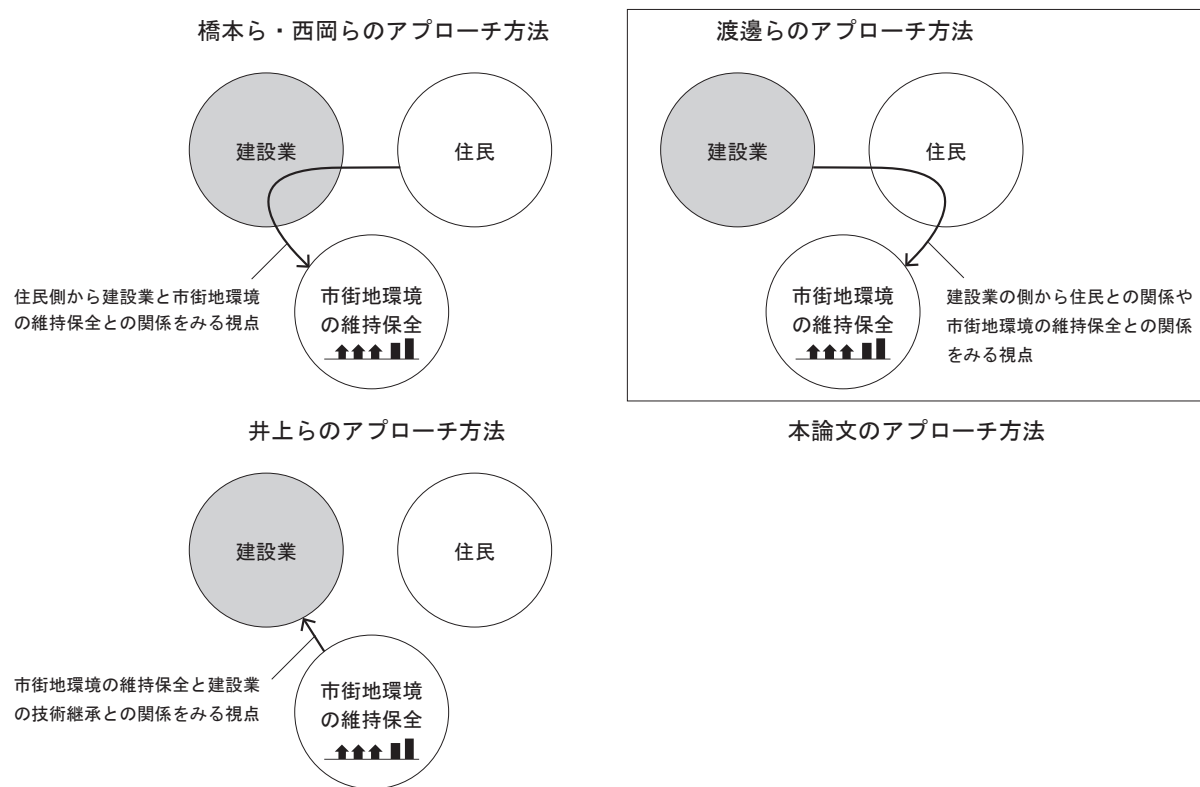 橋本ら・西岡らのアプローチ方法
建設業
住民
市街地環境
の維持保全
住民側から建設業と市街地環境
の維持保全との関係をみる視点
渡邊らのアプローチ方法
建設業
住民
市街地環境
の維持保全
建設業の側から住民との関係や
市街地環境の維持保全との関係
をみる視点
井上らのアプローチ方法
建設業
住民
市街地環境
の維持保全
市街地環境の維持保全と建設業
の技術継承との関係をみる視点
本論文のアプローチ方法